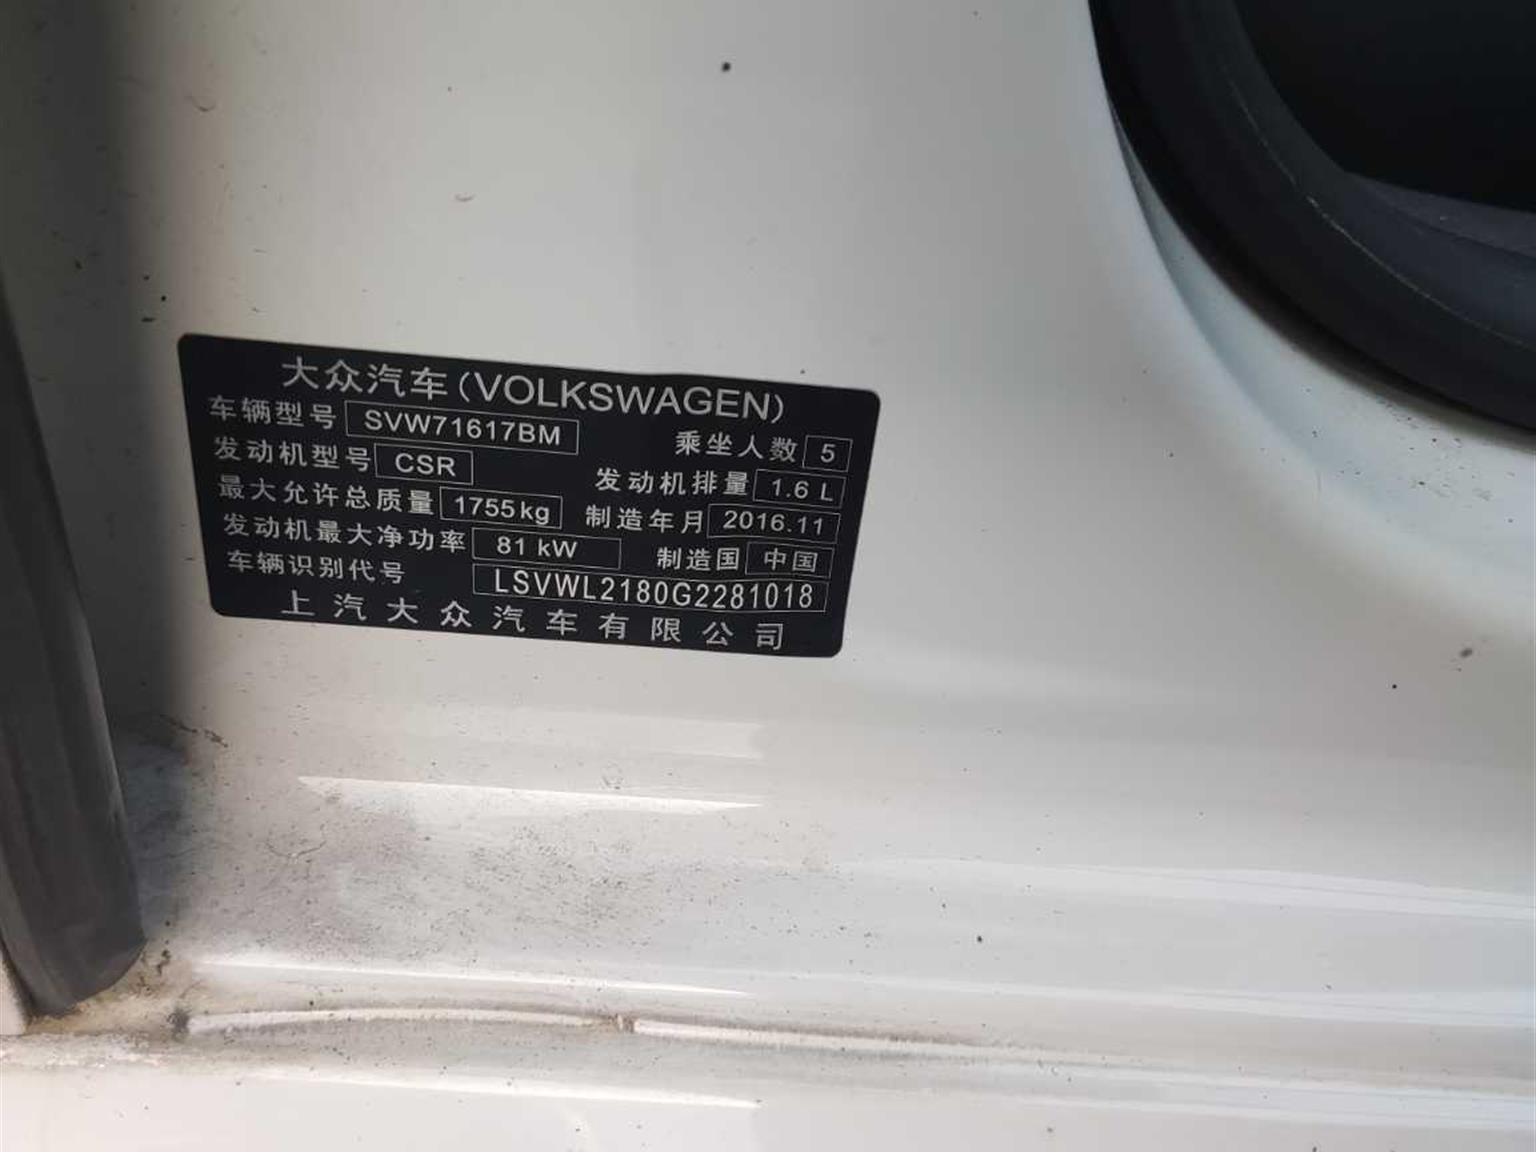 大众汽车(VOLKSWAGEN)
车辆型号 SVW71617BM 乘坐人数 5
发动机型号 CSR 发动机排量 1.6 L
最大允许总质量 1755kg 制造年月 2016.11
发动机最大净功率 81 kW 制造国 中国
车辆识别代号 LSVWL2180G2281018
上汽大众汽车有限公司